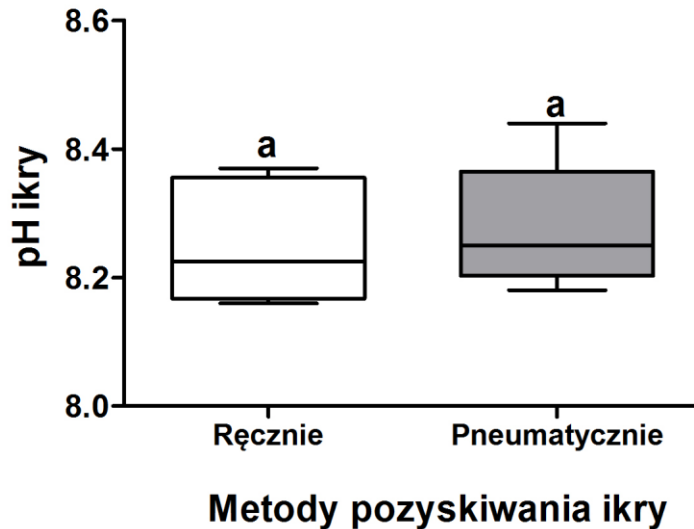 pH ikry
8.6
8.4
8.2
8.0
a
a
Ręcznie
Pneumatycznie
Metody pozyskiwania ikry